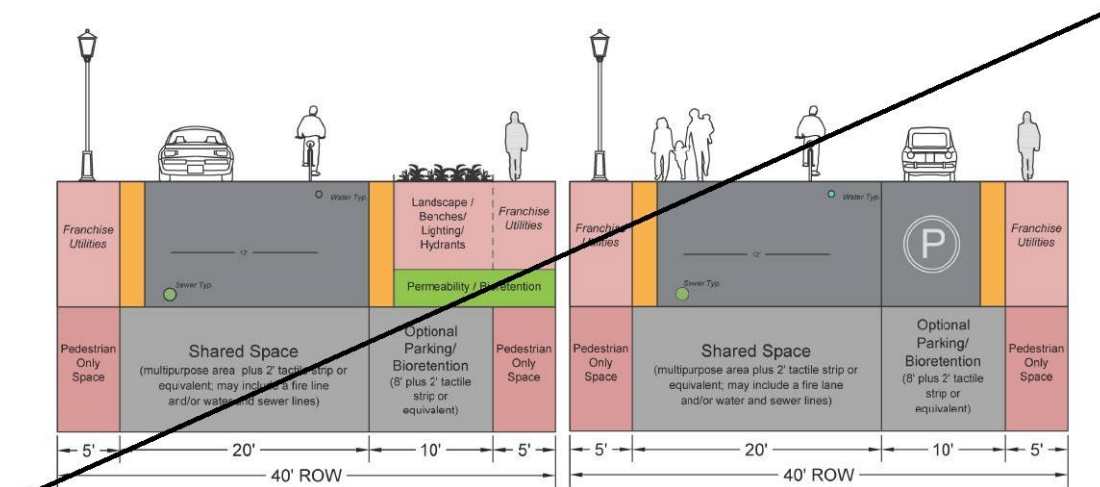 Franchise
Utilities
Water Typ
12'
Sewer Typ.
Landscape /
Benches/
Lighting/
Hydrants
Franchise
Utilities
Permeability / Bioretention
Pedestrian
Only
Space
Shared Space
(multipurpose area plus 2' tactile strip or
equivalent; may include a fire line
and/or water and sewer lines)
Optional
Parking/
Bioretention
(8' plus 2' tactile
strip or
equivalent)
Pedestrian
Only
Space
5'
20'
10'
5'
40' ROW
Franchise
Utilities
Water Typ
12'
Sewer Typ.
P
Franchise
Utilities
Pedestrian
Only
Space
Shared Space
(multipurpose area plus 2' tactile strip or
equivalent; may include a fire lane
and/or water and sewer lines)
Optional
Parking/
Bioretention
(8' plus 2' tactile
strip or
equivalent)
Pedestrian
Only
Space
5'
20'
10'
5'
40' ROW